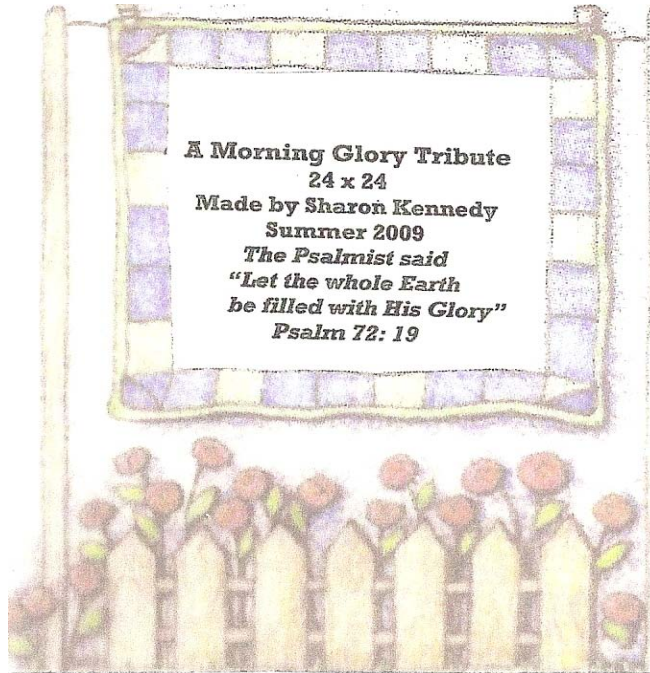 A Morning Glory Tribute
24 x 24
Made by Sharon Kennedy
Summer 2009
The Psalmist said
“Let the whole Earth
be filled with His Glory”
Psalm 72: 19